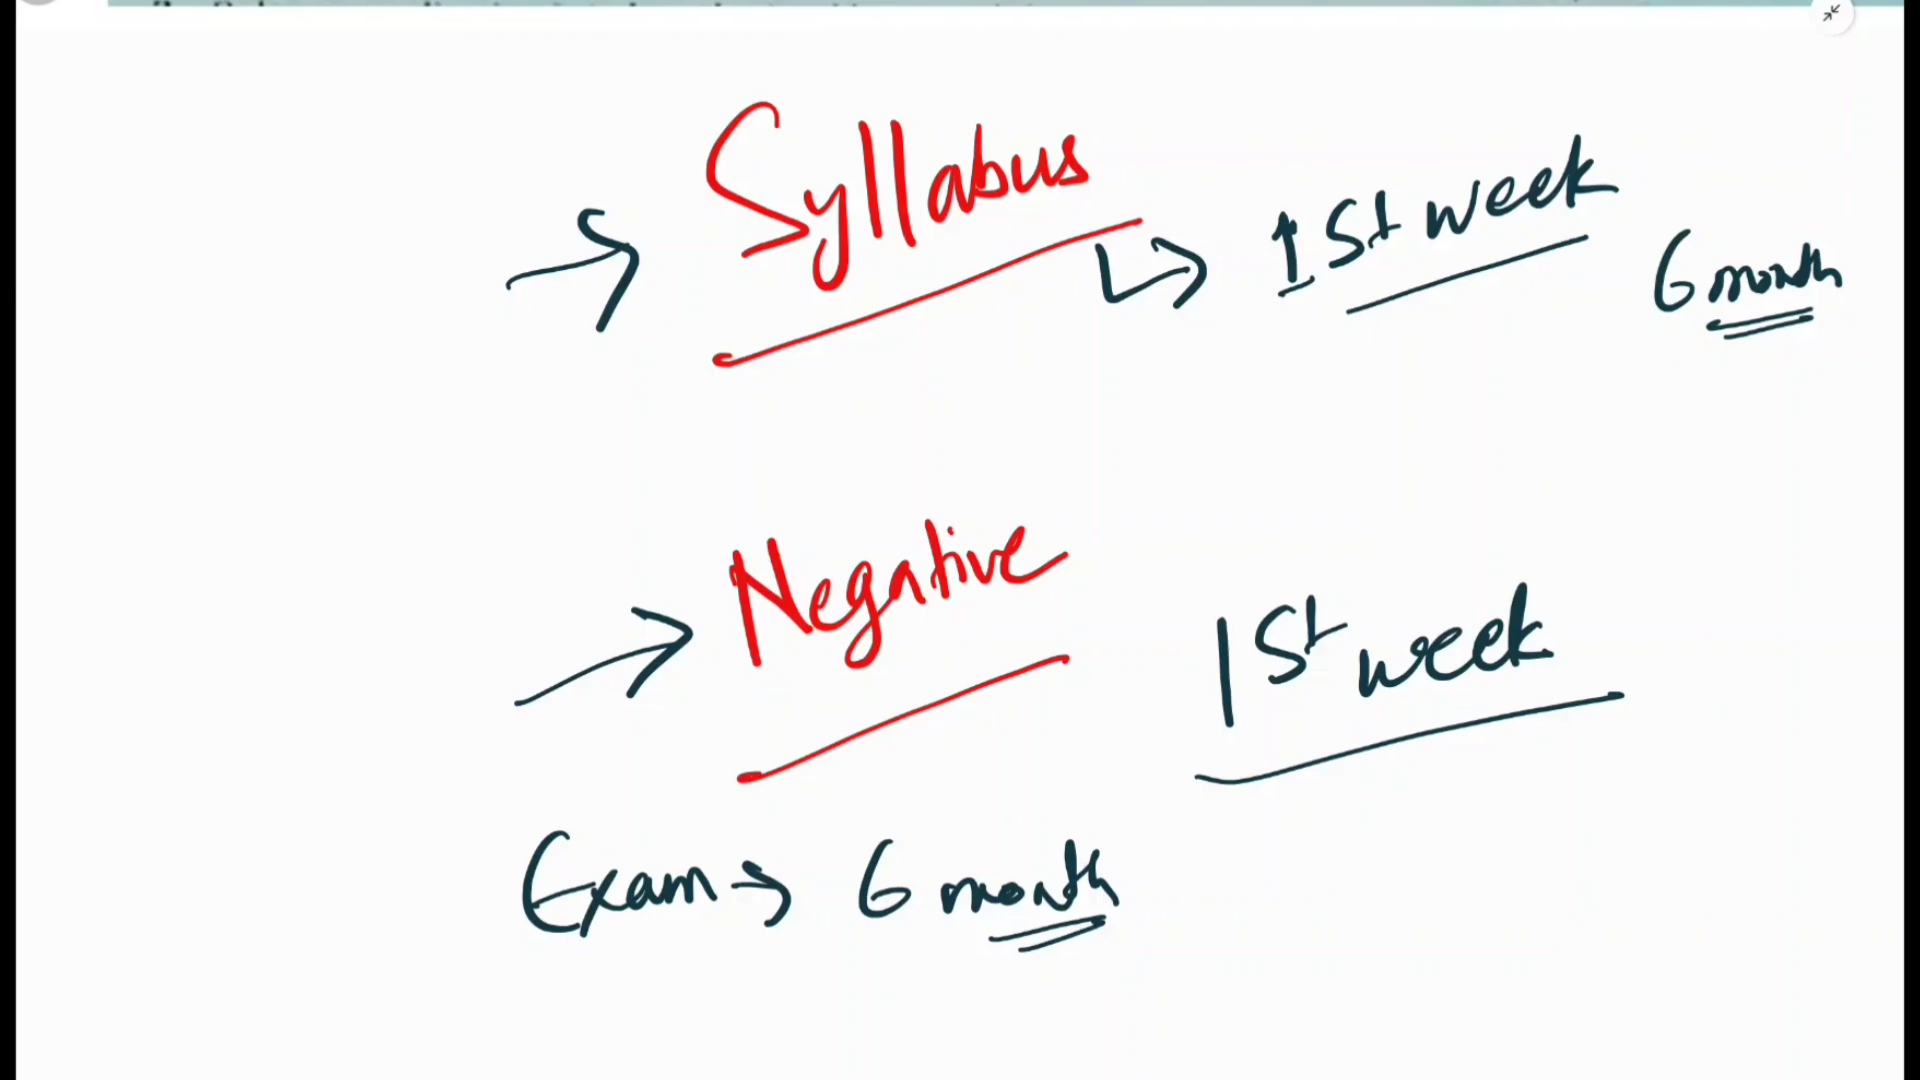 → Syllabus
↳ 1st week
6 month
→ Negative
1st week
Exam → 6 month